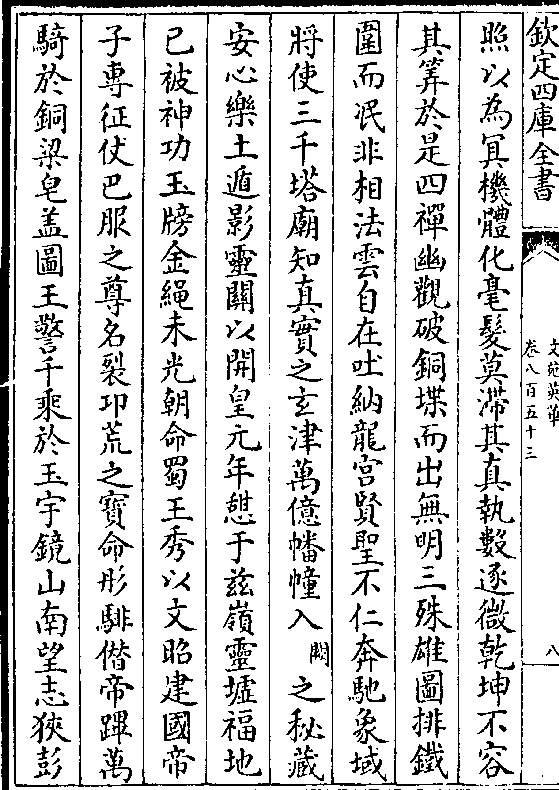 欽定四庫全書
文苑英華
卷八百五十三
八
照以為冥機體化毫髮莫滯其真執數逐微乾坤不容
其筭於是四禪幽觀破銅堞而出無明三殊雄圖排鐵
圍而泯非相法雲自在吐納龍宫賢聖不仁奔馳象域
將使三千塔廟知真實之玄津萬億幡幢入闕之秘藏
安心樂土遁影靈關以開皇元年憇于兹嶺靈墟福地
已被神功玉牓金繩未光朝命蜀王秀以文昭建國帝
子専征仗巴服之尊名裂卭荒之寶命彤騑偕帝蹕萬
騎於銅梁皂盖圖王警千乘於玉宇鏡山南望志狹彭